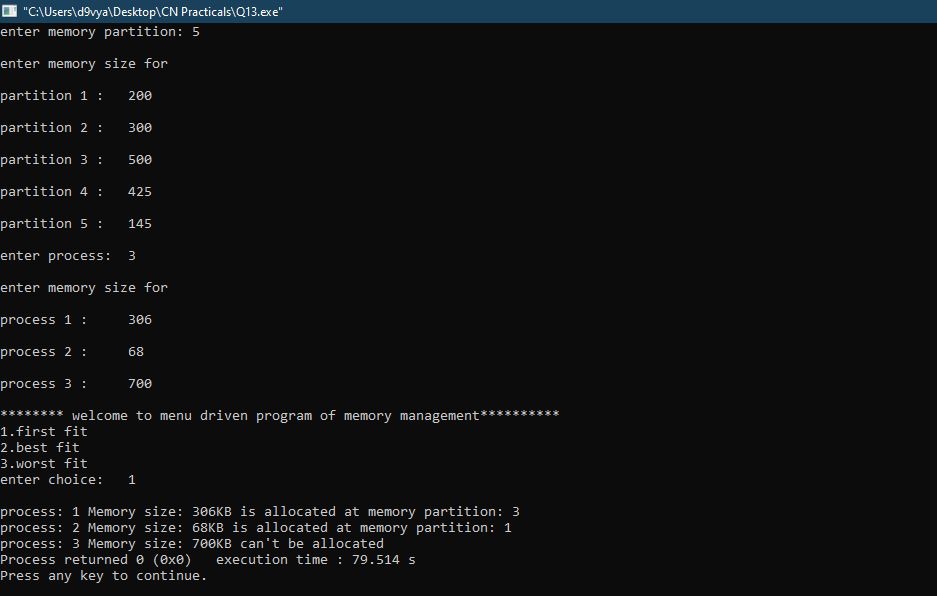 "C:\Users\d9vya\Desktop\CN Practicals\Q13.exe"
enter memory partition: 5
enter memory size for
partition 1 :   200
partition 2 :   300
partition 3 :   500
partition 4 :   425
partition 5 :   145
enter process:  3
enter memory size for
process 1 :     306
process 2 :     68
process 3 :     700
******** welcome to menu driven program of memory management**********
1.first fit
2.best fit
3.worst fit
enter choice:   1
process: 1 Memory size: 306KB is allocated at memory partition: 3
process: 2 Memory size: 68KB is allocated at memory partition: 1
process: 3 Memory size: 700KB can't be allocated
Process returned 0 (0x0)   execution time : 79.514 s
Press any key to continue.